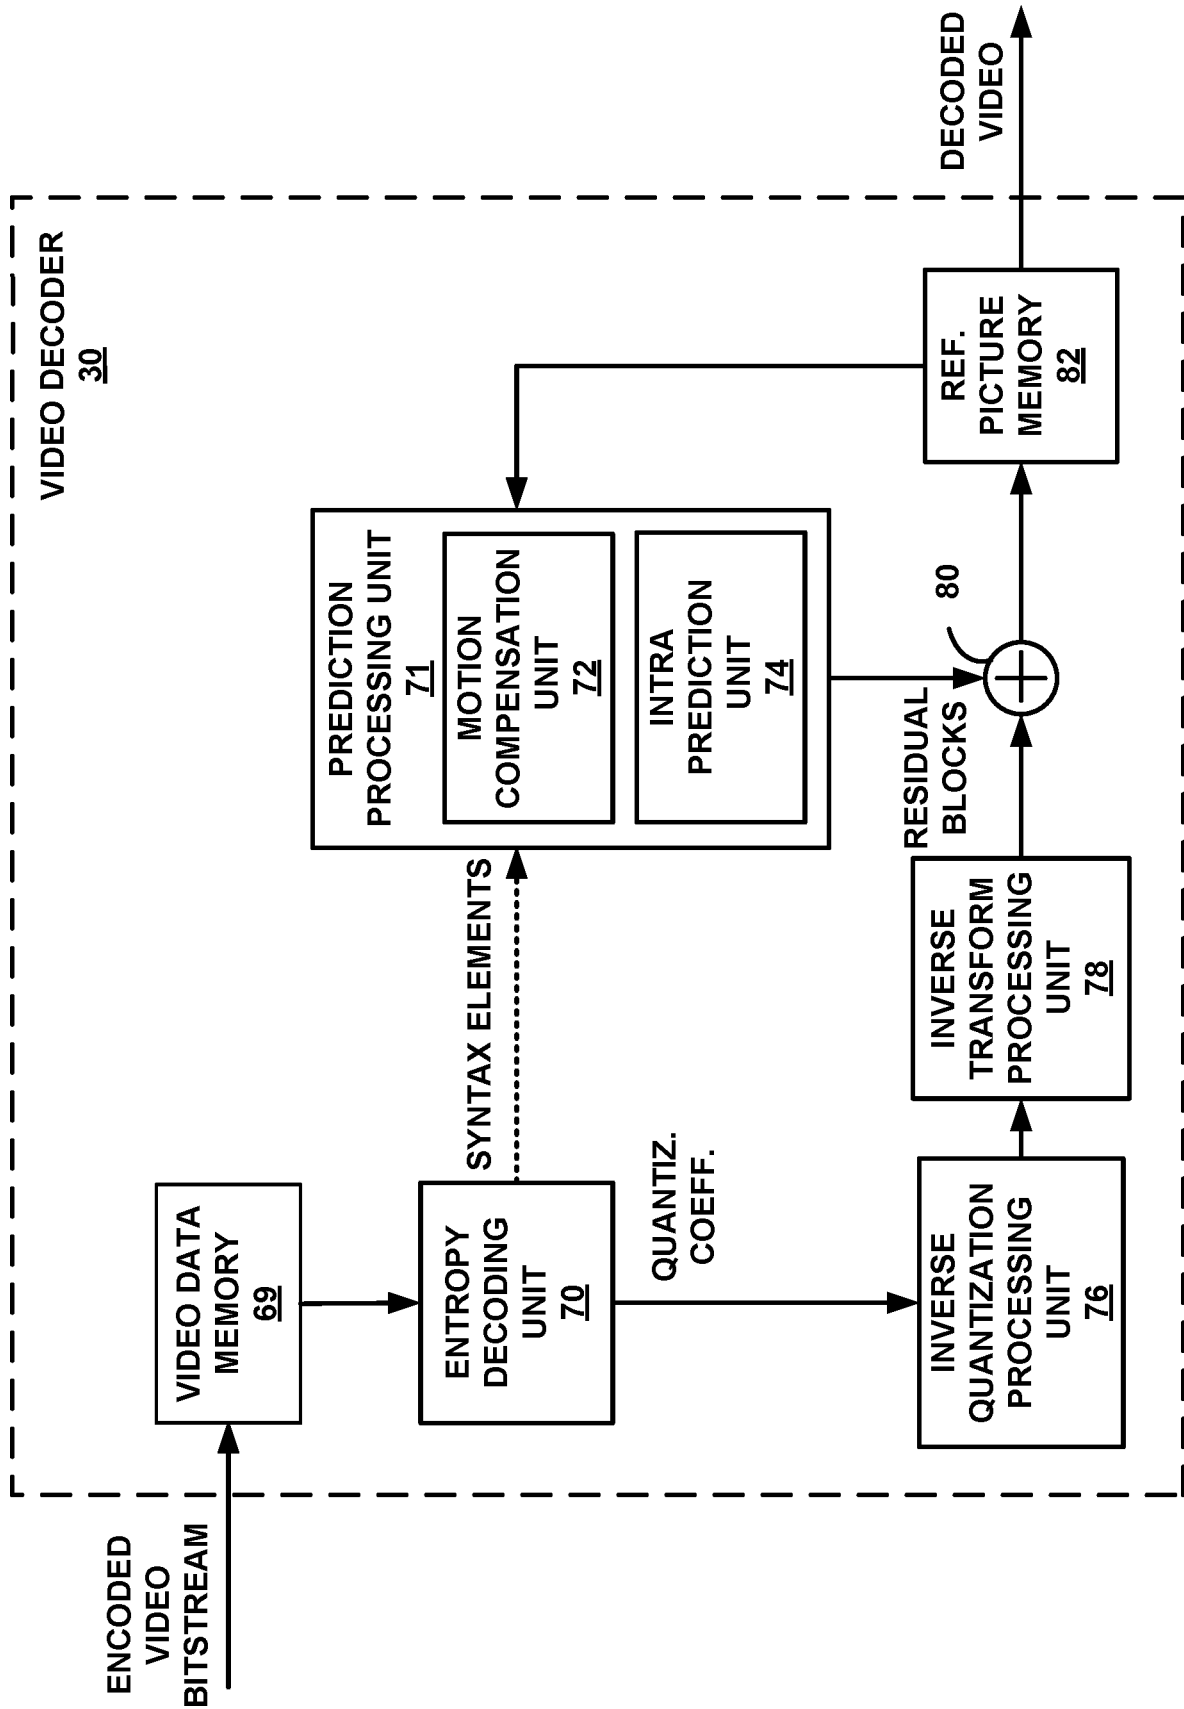 VIDEO DECODER
30
ENCODED
VIDEO
BITSTREAM
VIDEO DATA
MEMORY
69
ENTROPY
DECODING
UNIT
70
SYNTAX ELEMENTS
QUANTIZ.
COEFF.
PREDICTION
PROCESSING UNIT
71
MOTION
COMPENSATION
UNIT
72
INTRA
PREDICTION
UNIT
74
INVERSE
QUANTIZATION
PROCESSING
UNIT
76
INVERSE
TRANSFORM
PROCESSING
UNIT
78
RESIDUAL
BLOCKS
80
REF.
PICTURE
MEMORY
82
DECODED
VIDEO